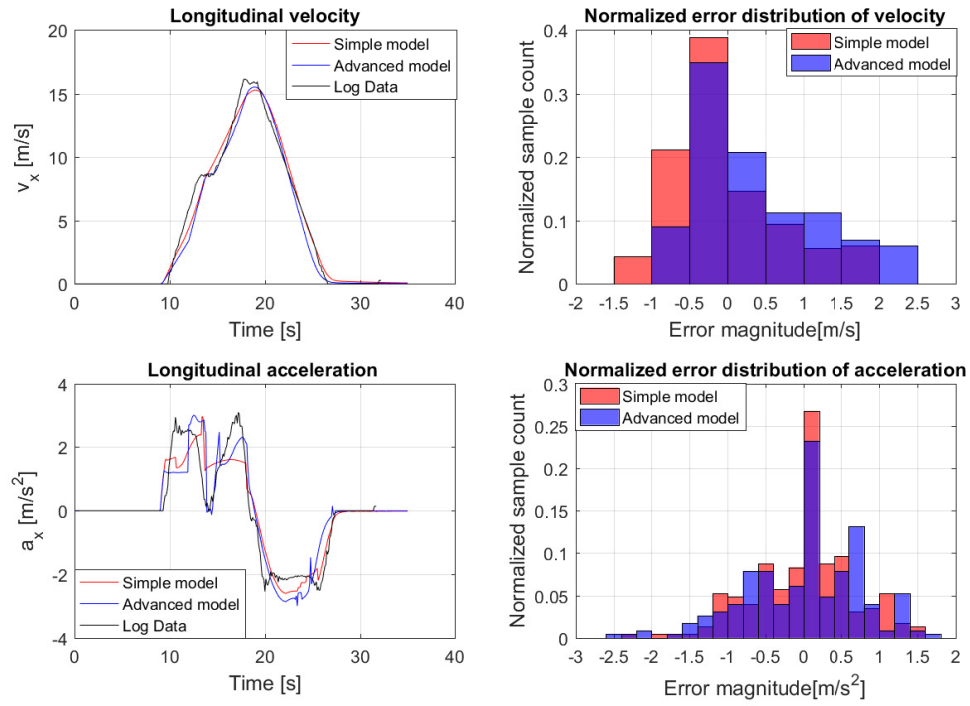 Longitudinal velocity
20
15
10
5
0
v_x [m/s]
Simple model
Advanced model
Log Data
0 10 20 30 40
Time [s]
Normalized error distribution of velocity
0.4
0.3
0.2
0.1
0
Normalized sample count
Simple model
Advanced model
-2 -1.5 -1 -0.5 0 0.5 1 1.5 2 2.5 3
Error magnitude[m/s]
Longitudinal acceleration
4
2
0
-2
-4
a_x [m/s²]
Simple model
Advanced model
Log Data
0 10 20 30 40
Time [s]
Normalized error distribution of acceleration
0.3
0.25
0.2
0.15
0.1
0.05
0
Normalized sample count
Simple model
Advanced model
-3 -2.5 -2 -1.5 -1 -0.5 0 0.5 1 1.5 2
Error magnitude[m/s²]